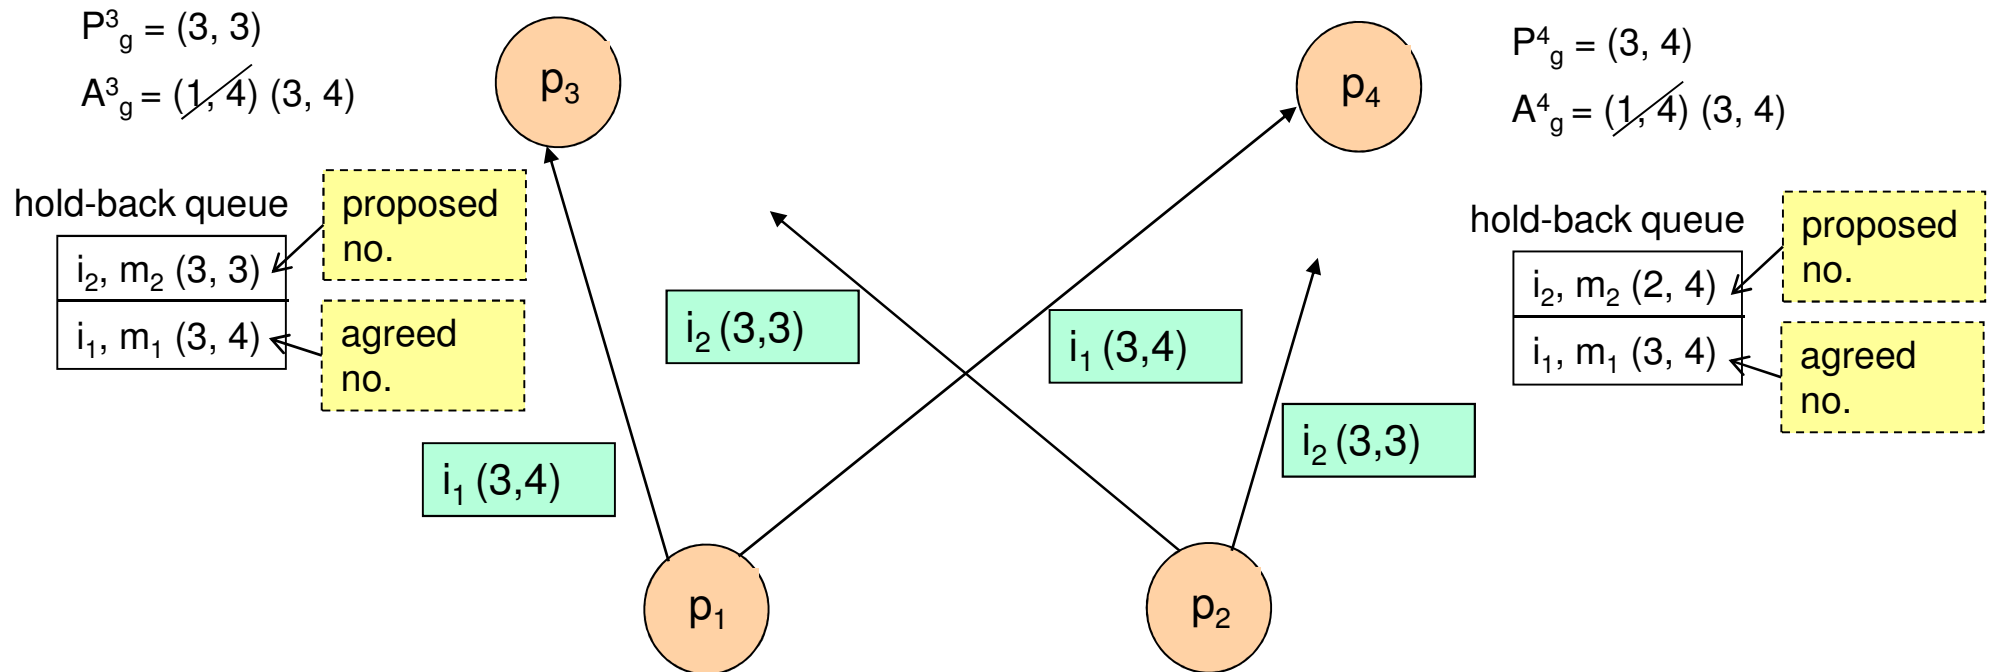 P³g = (3, 3)
A³g = (1, 4) (3, 4)
p₃
p₄
P⁴g = (3, 4)
A⁴g = (1, 4) (3, 4)
hold-back queue
i₂, m₂ (3, 3)
i₁, m₁ (3, 4)
proposed
no.
agreed
no.
i₂ (3,3)
i₁ (3,4)
i₁ (3,4)
i₂ (3,3)
hold-back queue
i₂, m₂ (2, 4)
i₁, m₁ (3, 4)
proposed
no.
agreed
no.
p₁
p₂